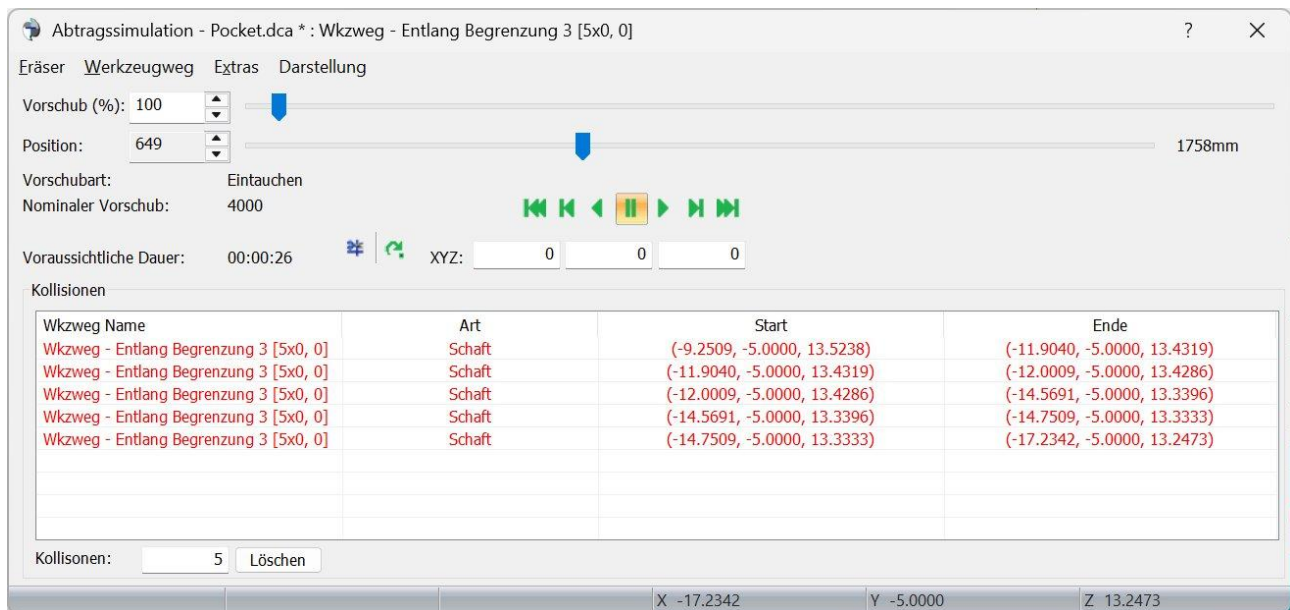 Abtragssimulation - Pocket.dca * : Wkzweg - Entlang Begrenzung 3 [5x0, 0] ?
Fräser Werkzeugweg Extras Darstellung
Vorschub (%): 100
Position: 649 1758mm
Vorschubart: Eintauchen
Nominaler Vorschub: 4000
Voraussichtliche Dauer: 00:00:26 XYZ: 0 0 0
Kollisionen
Wkzweg Name Art Start Ende
Wkzweg - Entlang Begrenzung 3 [5x0, 0] Schaft (-9.2509, -5.0000, 13.5238) (-11.9040, -5.0000, 13.4319)
Wkzweg - Entlang Begrenzung 3 [5x0, 0] Schaft (-11.9040, -5.0000, 13.4319) (-12.0009, -5.0000, 13.4286)
Wkzweg - Entlang Begrenzung 3 [5x0, 0] Schaft (-12.0009, -5.0000, 13.4286) (-14.5691, -5.0000, 13.3396)
Wkzweg - Entlang Begrenzung 3 [5x0, 0] Schaft (-14.5691, -5.0000, 13.3396) (-14.7509, -5.0000, 13.3333)
Wkzweg - Entlang Begrenzung 3 [5x0, 0] Schaft (-14.7509, -5.0000, 13.3333) (-17.2342, -5.0000, 13.2473)
Kollisonen: 5 Löschen
X -17.2342 Y -5.0000 Z 13.2473